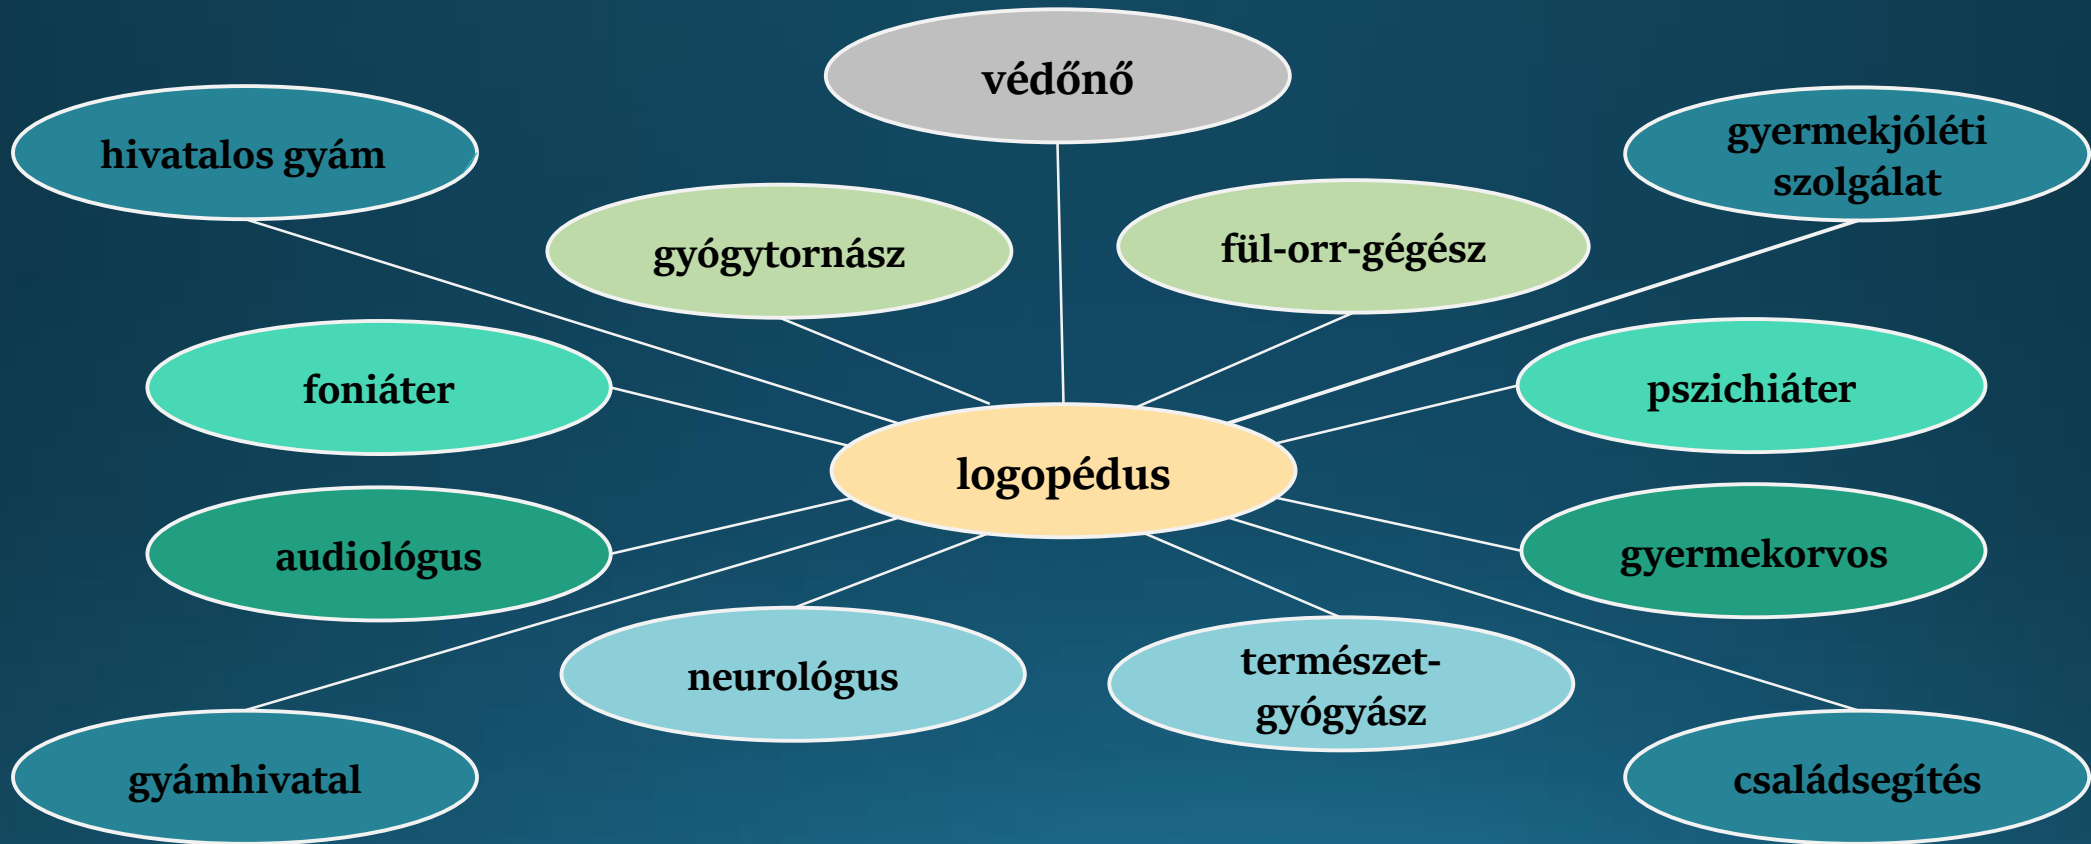 védőnő
hivatalos gyám
gyermekjóléti
szolgálat
gyógytornász
fül-orr-gégész
foniáter
pszichiáter
logopédus
audiológus
gyermekorvos
neurológus
természet-
gyógyász
gyámhivatal
családsegítés